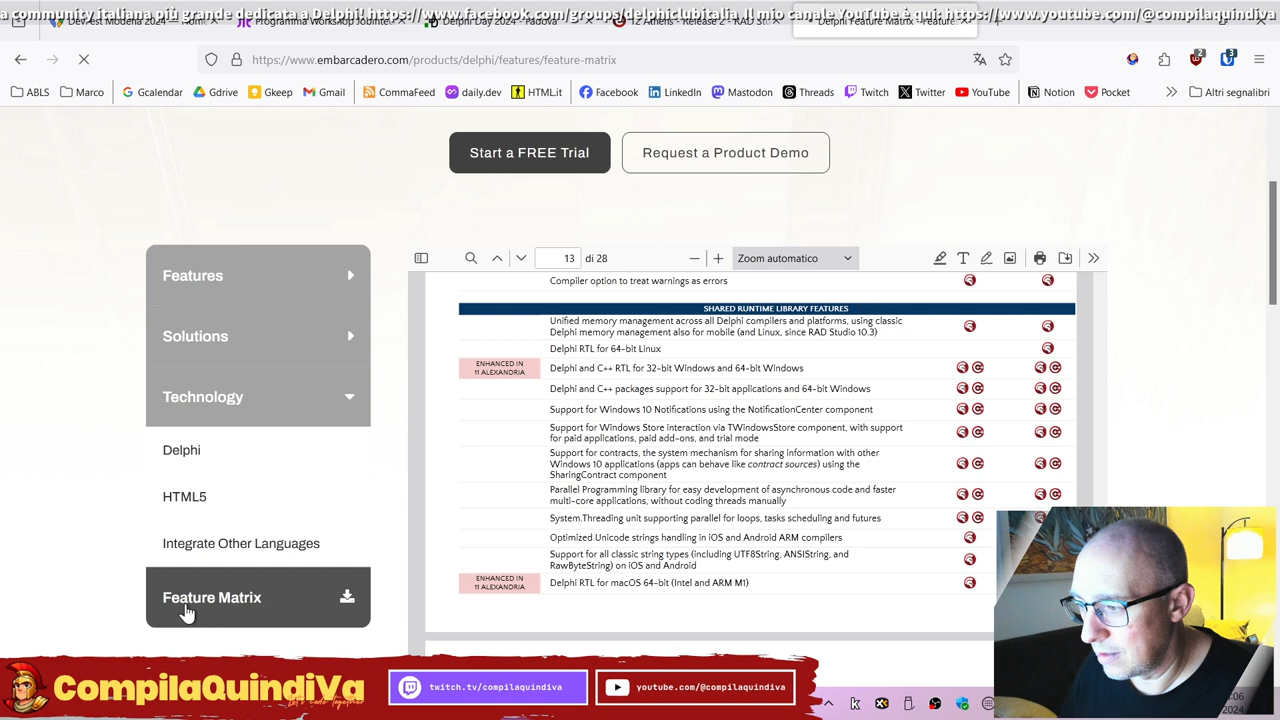 community italiana più grande dedicata a Delphi! https://www.facebook.com/groups/delphiclubitalia Il mio canale YouTube è qui https://www.youtube.com/@compilaquindiva
https://www.embarcadero.com/products/delphi/features/feature-matrix
2
3
ABLS Marco Gcalendar Gdrive Gkeep Gmail CommaFeed daily.dev HTML.it Facebook LinkedIn Mastodon Threads Twitch Twitter YouTube Notion Pocket Altri segnalibri
Start a FREE Trial Request a Product Demo
Features
Solutions
Technology
Delphi
HTML5
Integrate Other Languages
Feature Matrix
13 di 28 Zoom automatico
Compiler option to treat warnings as errors
SHARED RUNTIME LIBRARY FEATURES
Unified memory management across all Delphi compilers and platforms, using classic
Delphi memory management also for mobile (and Linux, since RAD Studio 10.3)
Delphi RTL for 64-bit Linux
ENHANCED IN
11 ALEXANDRIA
Delphi and C++ RTL for 32-bit Windows and 64-bit Windows
Delphi and C++ packages support for 32-bit applications and 64-bit Windows
Support for Windows 10 Notifications using the NotificationCenter component
Support for Windows Store interaction via TWindowsStore component, with support
for paid applications, paid add-ons, and trial mode
Support for contracts, the system mechanism for sharing information with other
Windows 10 applications (apps can behave like contract sources) using the
SharingContract component
Parallel Programming library for easy development of asynchronous code and faster
multi-core applications, without coding threads manually
System.Threading unit supporting parallel for loops, tasks scheduling and futures
Optimized Unicode strings handling in iOS and Android ARM compilers
Support for all classic string types (including UTF8String, ANSIString, and
RawByteString) on iOS and Android
ENHANCED IN
11 ALEXANDRIA
Delphi RTL for macOS 64-bit (Intel and ARM M1)
CompilaQuindiVa
Let's code together
twitch.tv/compilaquindiva
youtube.com/@compilaquindiva